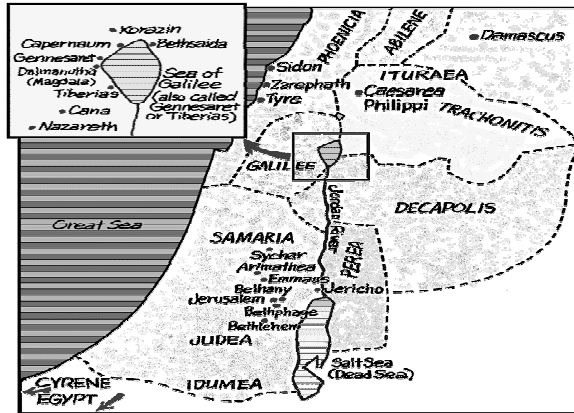 Korazin
Capernaum
Bethsaida
Gennesaret
Dalmanutha
(Magdala)
Tiberias
Cana
Nazareth
Sea of
Galilee
(also called
Gennesaret
or Tiberias)
PHOENICIA
ABILENE
Damascus
Sidon
Zarephath
Tyre
ITURAEA
Caesarea
Philippi
TRACHONITIS
GALILEE
Jordan River
DECAPOLIS
Great Sea
SAMARIA
PEREA
Sychar
Arimathea
Emmaus
Bethany
Jericho
Jerusalem
Bethphage
Bethlehem
JUDEA
Salt Sea
(Dead Sea)
IDUMEA
CYRENE
EGYPT